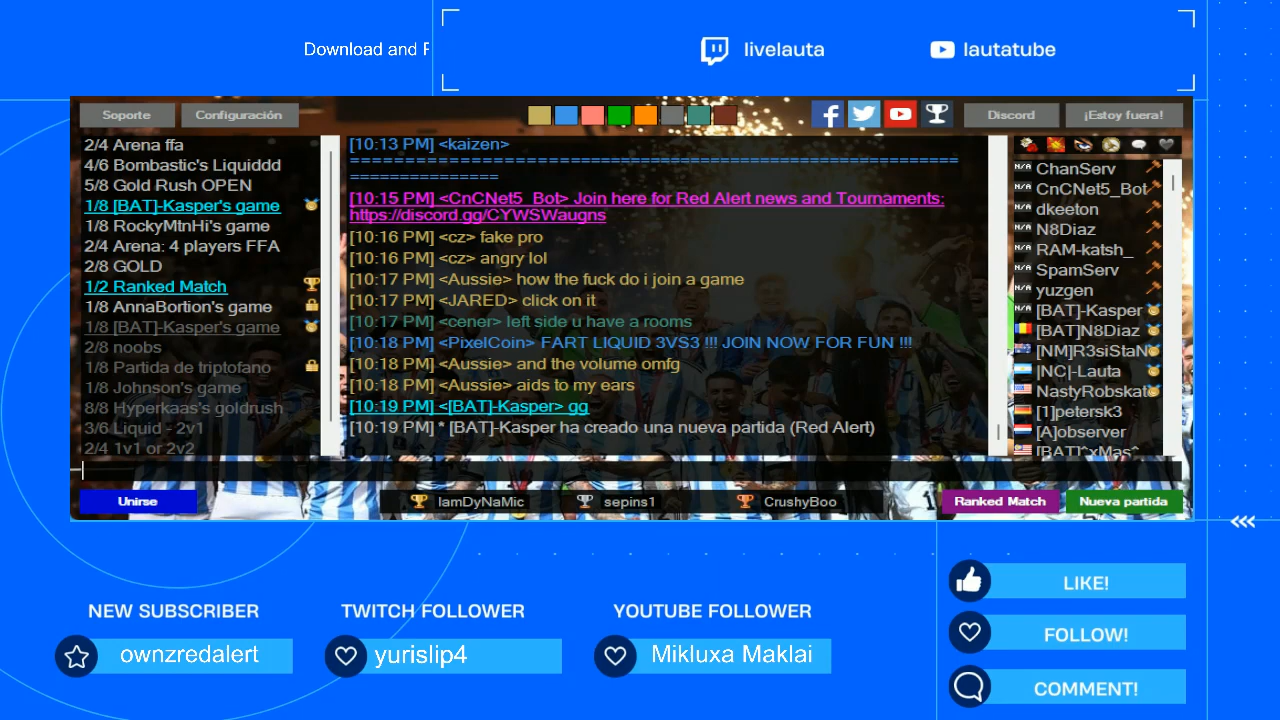 Download and F
livelauta
lautatube
Soporte
Configuración
Discord
¡Estoy fuera!
2/4 Arena ffa
4/6 Bombastic's Liquiddd
5/8 Gold Rush OPEN
1/8 [BAT]-Kasper's game
1/8 RockyMtnHi's game
2/4 Arena: 4 players FFA
2/8 GOLD
1/2 Ranked Match
1/8 AnnaBortion's game
1/8 [BAT]-Kasper's game
2/8 noobs
1/8 Partida de triptofano
1/8 Johnson's game
8/8 Hyperkaas's goldrush
3/6 Liquid - 2v1
2/4 1v1 or 2v2
[10:13 PM] <kaizen>
==================================================================
================
[10:15 PM] <CnCNet5_Bot> Join here for Red Alert news and Tournaments:
https://discord.gg/CYWSWaugns
[10:16 PM] <cz> fake pro
[10:16 PM] <cz> angry lol
[10:17 PM] <Aussie> how the fuck do i join a game
[10:17 PM] <JARED> click on it
[10:17 PM] <cener> left side u have a rooms
[10:18 PM] <PixelCoin> FART LIQUID 3VS3 !!! JOIN NOW FOR FUN !!!
[10:18 PM] <Aussie> and the volume omfg
[10:18 PM] <Aussie> aids to my ears
[10:19 PM] <[BAT]-Kasper> gg
[10:19 PM] * [BAT]-Kasper ha creado una nueva partida (Red Alert)
N/A ChanServ
N/A CnCNet5_Bot
N/A dkeeton
N/A N8Diaz
N/A RAM-katsh_
N/A SpamServ
N/A yuzgen
N/A [BAT]-Kasper
[BAT]N8Diaz
[NM]R3siStaN
|NC|-Lauta
NastyRobskat
[1]petersk3
[A]observer
[BAT]^xMas^
Unirse
IamDyNaMic
sepins1
CrushyBoo
Ranked Match
Nueva partida
LIKE!
FOLLOW!
COMMENT!
NEW SUBSCRIBER
TWITCH FOLLOWER
YOUTUBE FOLLOWER
ownzredalert
yurislip4
Mikluxa Maklai